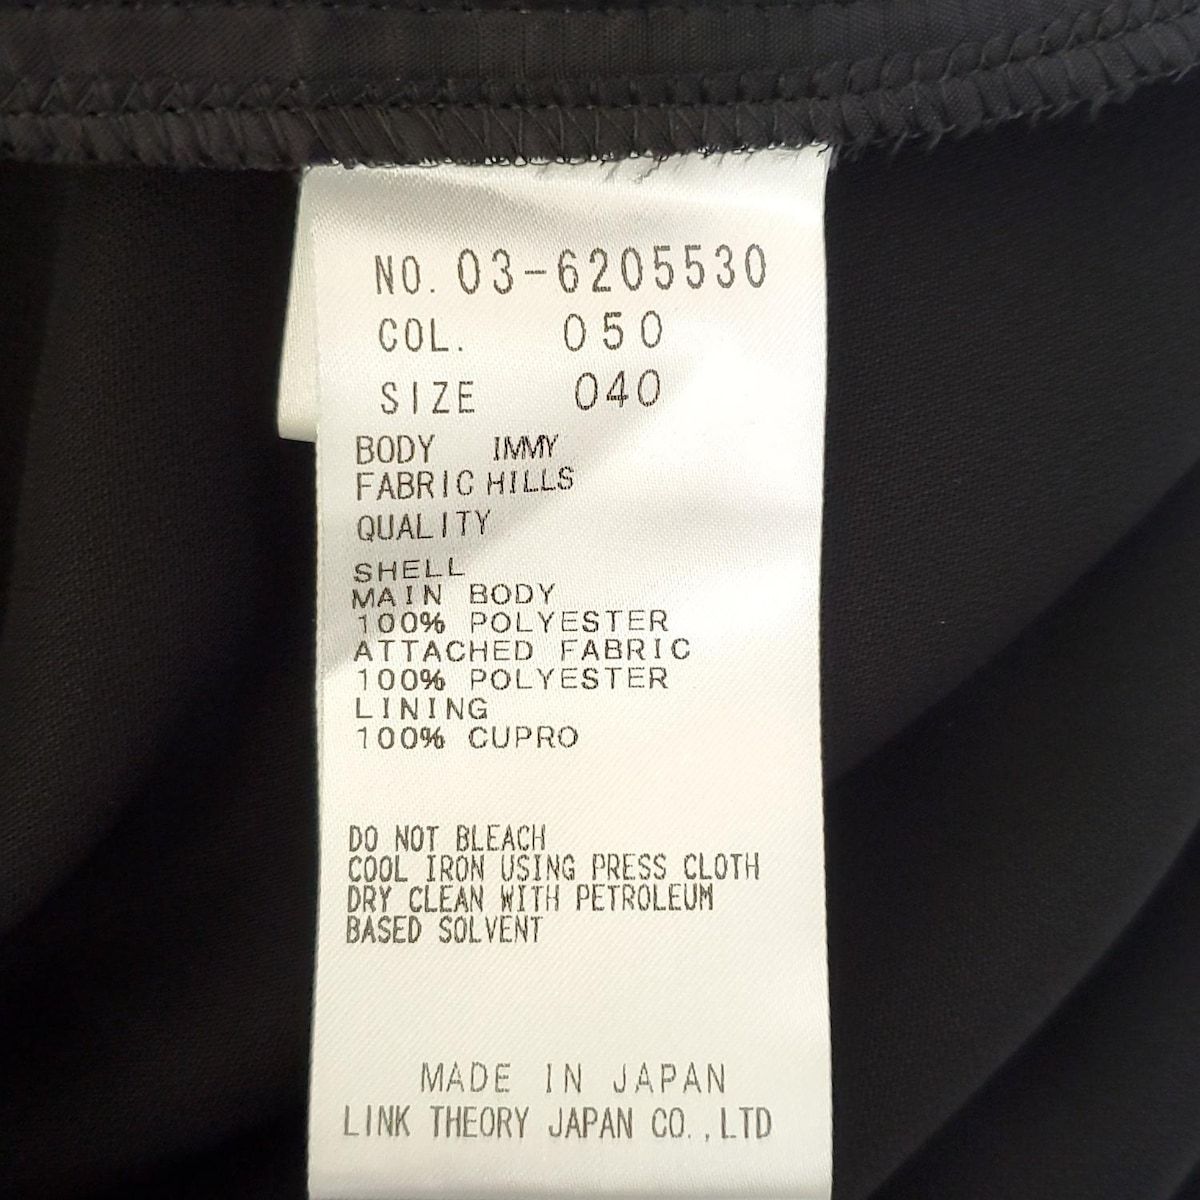 NO. 03-6205530
COL. 050
SIZE 040
BODY IMMY
FABRIC HILLS
QUALITY
SHELL
MAIN BODY
100% POLYESTER
ATTACHED FABRIC
100% POLYESTER
LINING
100% CUPRO
DO NOT BLEACH
COOL IRON USING PRESS CLOTH
DRY CLEAN WITH PETROLEUM
BASED SOLVENT
MADE IN JAPAN
LINK THEORY JAPAN CO.,LTD